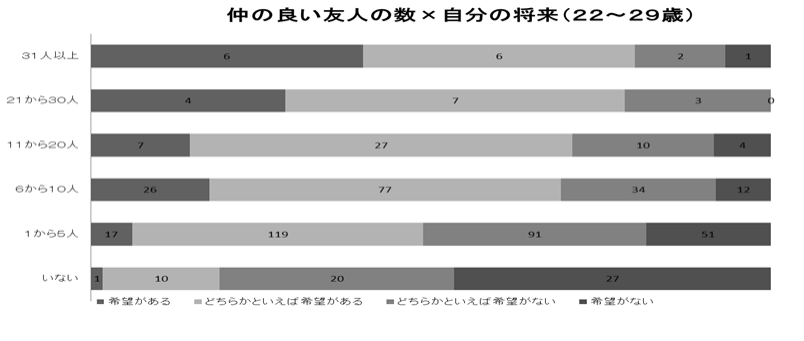 仲の良い友人の数×自分の将来（２２～２９歳）
３１人以上 6 6 2 1
２１から３０人 4 7 3 0
１１から２０人 7 27 10 4
６から１０人 26 77 34 12
１から５人 17 119 91 51
いない 1 10 20 27
希望がある どちらかといえば希望がある どちらかといえば希望がない 希望がない